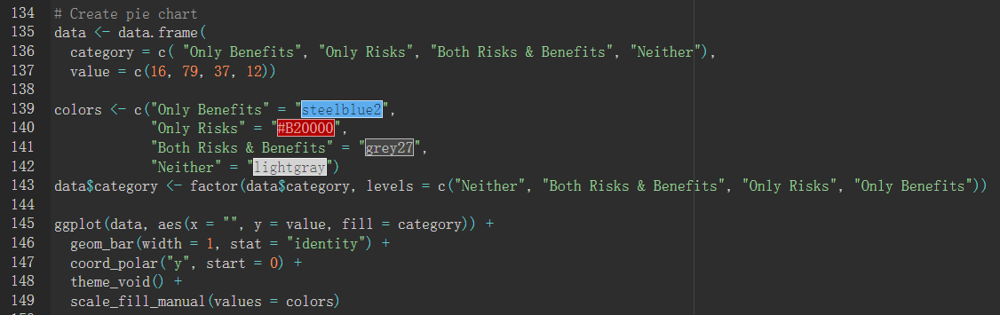 134 # Create pie chart
135 data <- data.frame(
136   category = c( "Only Benefits", "Only Risks", "Both Risks & Benefits", "Neither"),
137   value = c(16, 79, 37, 12))
138
139 colors <- c("Only Benefits" = "steelblue2",
140             "Only Risks" = "#B20000",
141             "Both Risks & Benefits" = "grey27",
142             "Neither" = "lightgray")
143 data$category <- factor(data$category, levels = c("Neither", "Both Risks & Benefits", "Only Risks", "Only Benefits"))
144
145 ggplot(data, aes(x = "", y = value, fill = category)) +
146   geom_bar(width = 1, stat = "identity") +
147   coord_polar("y", start = 0) +
148   theme_void() +
149   scale_fill_manual(values = colors)